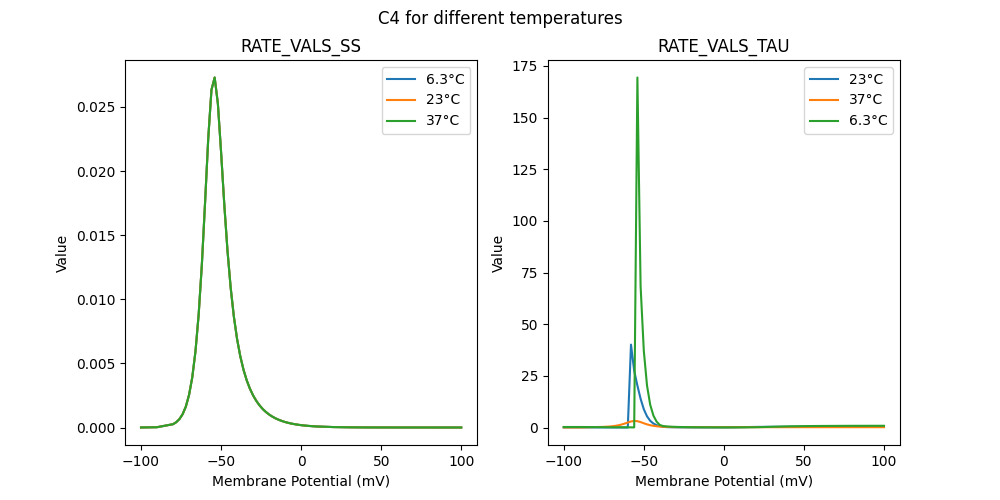 C4 for different temperatures
RATE_VALS_SS
RATE_VALS_TAU
6.3°C
23°C
37°C
0.025
0.020
0.015
0.010
0.005
0.000
Value
−100
−50
0
50
100
Membrane Potential (mV)
23°C
37°C
6.3°C
175
150
125
100
75
50
25
0
Value
−100
−50
0
50
100
Membrane Potential (mV)